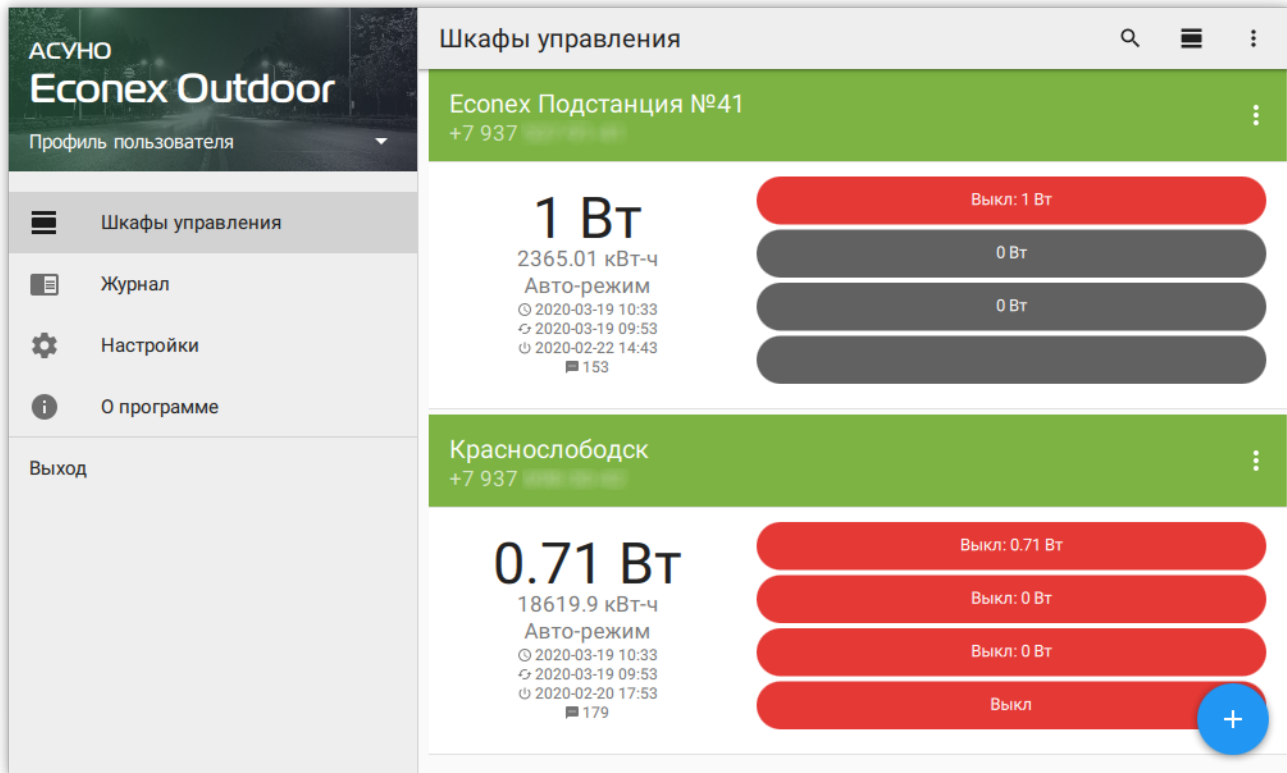 АСУНО
Econex Outdoor
Профиль пользователя
Шкафы управления
Журнал
Настройки
О программе
Выход
Шкафы управления
Econex Подстанция №41
+7 937
1 Вт
2365.01 кВт-ч
Авто-режим
2020-03-19 10:33
2020-03-19 09:53
2020-02-22 14:43
153
Выкл: 1 Вт
0 Вт
0 Вт
Краснослободск
+7 937
0.71 Вт
18619.9 кВт-ч
Авто-режим
2020-03-19 10:33
2020-03-19 09:53
2020-02-20 17:53
179
Выкл: 0.71 Вт
Выкл: 0 Вт
Выкл: 0 Вт
Выкл
+